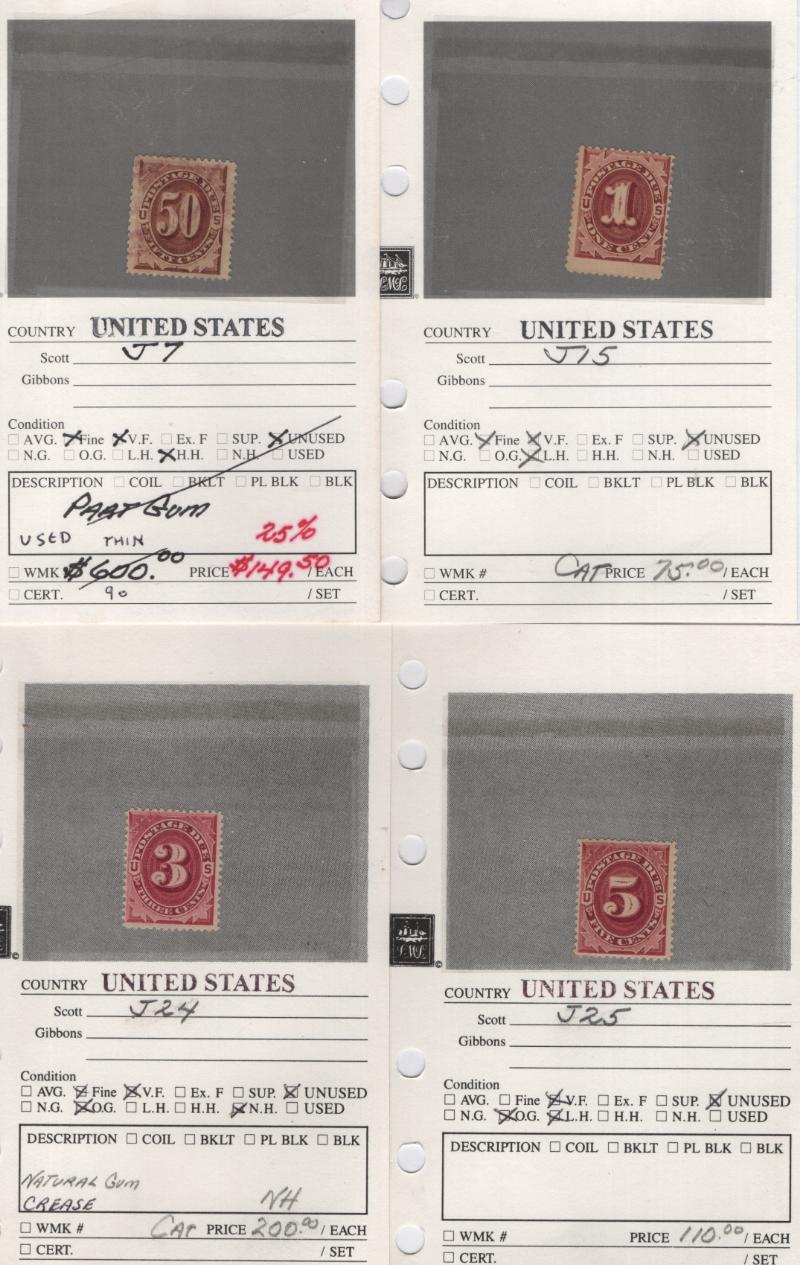 POSTAGE DUE
U 50 S
FIFTY CENTS
COUNTRY UNITED STATES
Scott J7
Gibbons
Condition
AVG. Fine V.F. Ex. F SUP. UNUSED
N.G. O.G. L.H. H.H. N.H. USED
DESCRIPTION COIL BKLT PL BLK BLK
PART GUM
USED THIN 25%
WMK $600.00 PRICE $149.50 / EACH
CERT. 90 / SET
POSTAGE DUE
U 1 S
ONE CENT
LML
COUNTRY UNITED STATES
Scott J15
Gibbons
Condition
AVG. Fine V.F. Ex. F SUP. UNUSED
N.G. O.G. L.H. H.H. N.H. USED
DESCRIPTION COIL BKLT PL BLK BLK
WMK # CAT PRICE 75.00 / EACH
CERT. / SET
POSTAGE DUE
U 3 S
THREE CENTS
©
COUNTRY UNITED STATES
Scott J24
Gibbons
Condition
AVG. Fine V.F. Ex. F SUP. UNUSED
N.G. O.G. L.H. H.H. N.H. USED
DESCRIPTION COIL BKLT PL BLK BLK
NATURAL GUM
CREASE NH
WMK # CAT PRICE 200.00 / EACH
CERT. / SET
POSTAGE DUE
U 5 S
FIVE CENTS
LML ©
COUNTRY UNITED STATES
Scott J25
Gibbons
Condition
AVG. Fine V.F. Ex. F SUP. UNUSED
N.G. O.G. L.H. H.H. N.H. USED
DESCRIPTION COIL BKLT PL BLK BLK
WMK # PRICE 110.00 / EACH
CERT. / SET